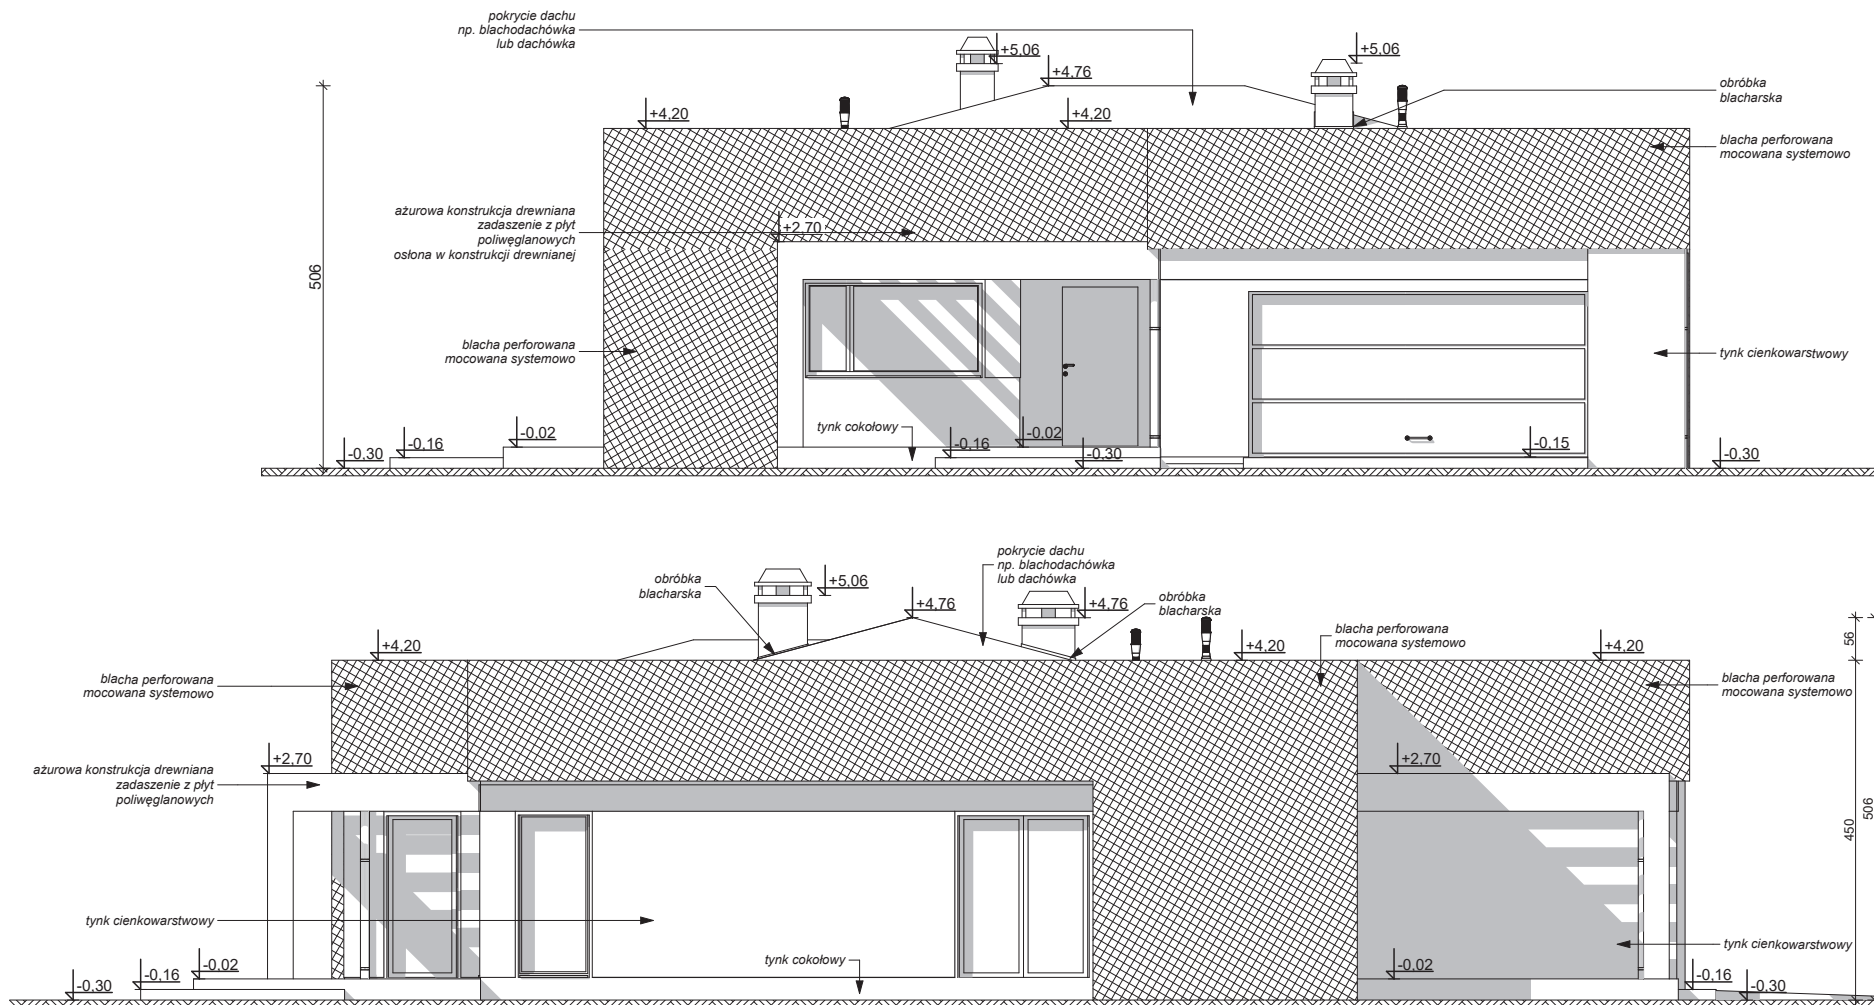 pokrycie dachu
np. blachodachówka
lub dachówka
+5,06
+4,76
+5,06
obróbka
blacharska
+4,20
+4,20
blacha perforowana
mocowana systemowo
ażurowa konstrukcja drewniana
zadaszenie z płyt
poliwęglanowych
osłona w konstrukcji drewnianej
+2,70
506
blacha perforowana
mocowana systemowo
tynk cienkowarstwowy
tynk cokołowy
-0,30
-0,16
-0,02
-0,16
-0,02
-0,30
-0,15
-0,30
pokrycie dachu
np. blachodachówka
lub dachówka
obróbka
blacharska
+5,06
+4,76
+4,76
obróbka
blacharska
+4,20
+4,20
blacha perforowana
mocowana systemowo
+4,20
56
blacha perforowana
mocowana systemowo
blacha perforowana
mocowana systemowo
+2,70
ażurowa konstrukcja drewniana
zadaszenie z płyt
poliwęglanowych
+2,70
450
506
tynk cienkowarstwowy
tynk cokołowy
tynk cienkowarstwowy
-0,30
-0,16
-0,02
-0,02
-0,16
-0,30